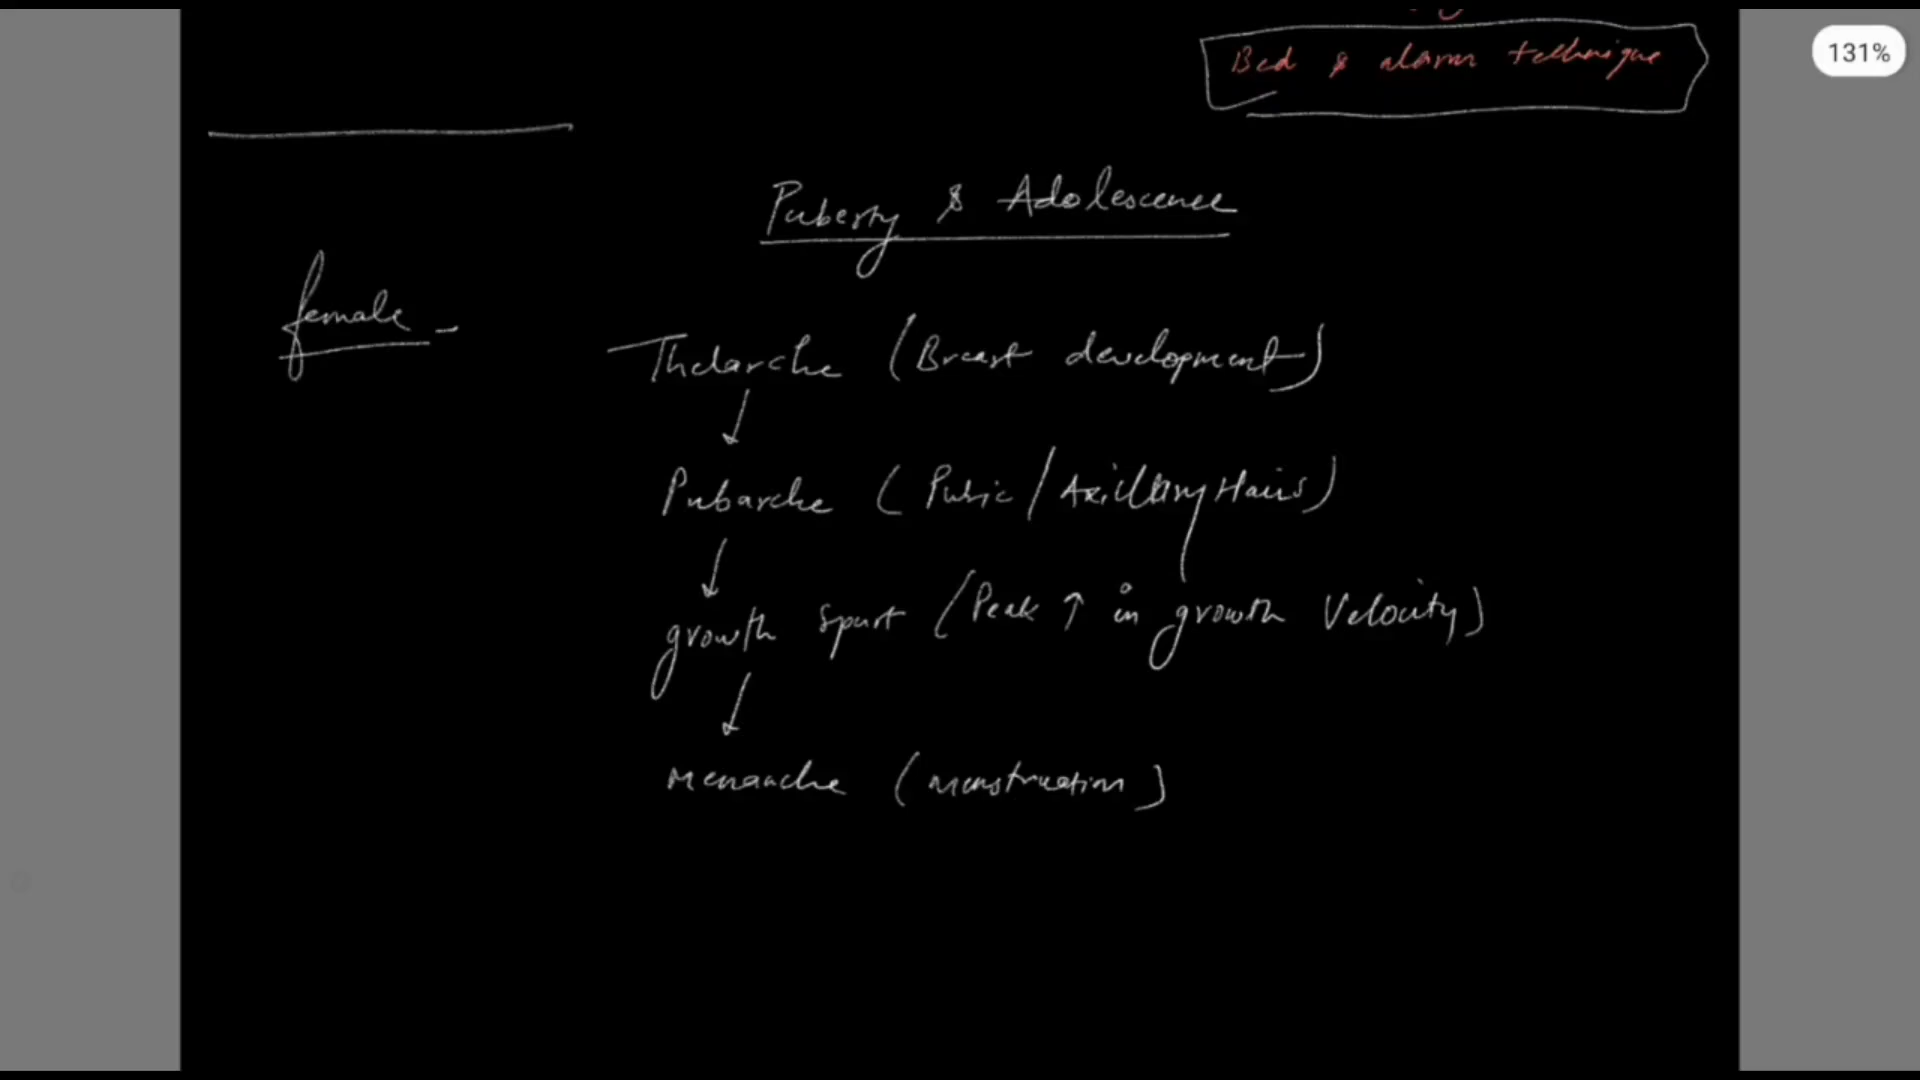 Bed & alarm technique
131%
Puberty & Adolescence
female -
Thelarche (Breast development)
↓
Pubarche (Pubic / Axillary Hairs)
↓
growth spurt (Peak ↑ in growth Velocity)
↓
Menarche (menstruation)